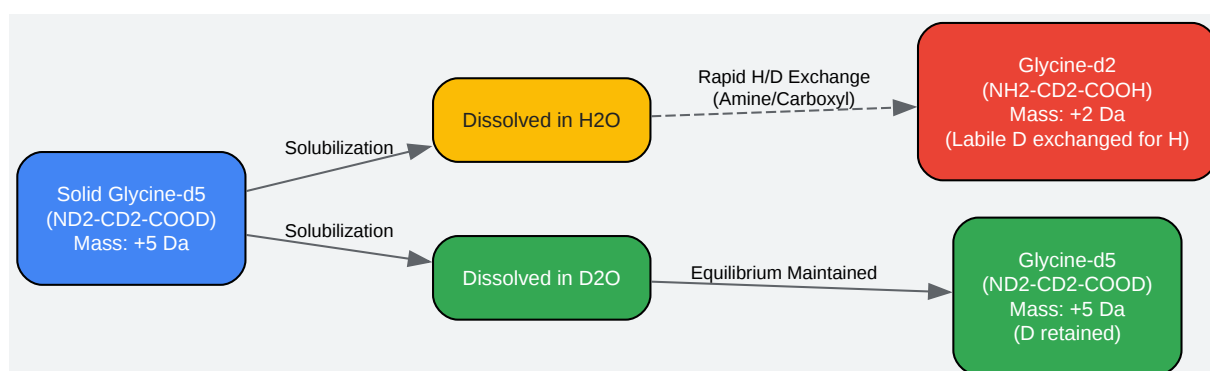 Solid Glycine-d5
(ND2-CD2-COOD)
Mass: +5 Da
Solubilization
Solubilization
Dissolved in H2O
Dissolved in D2O
Rapid H/D Exchange
(Amine/Carboxyl)
Equilibrium Maintained
Glycine-d2
(NH2-CD2-COOH)
Mass: +2 Da
(Labile D exchanged for H)
Glycine-d5
(ND2-CD2-COOD)
Mass: +5 Da
(D retained)